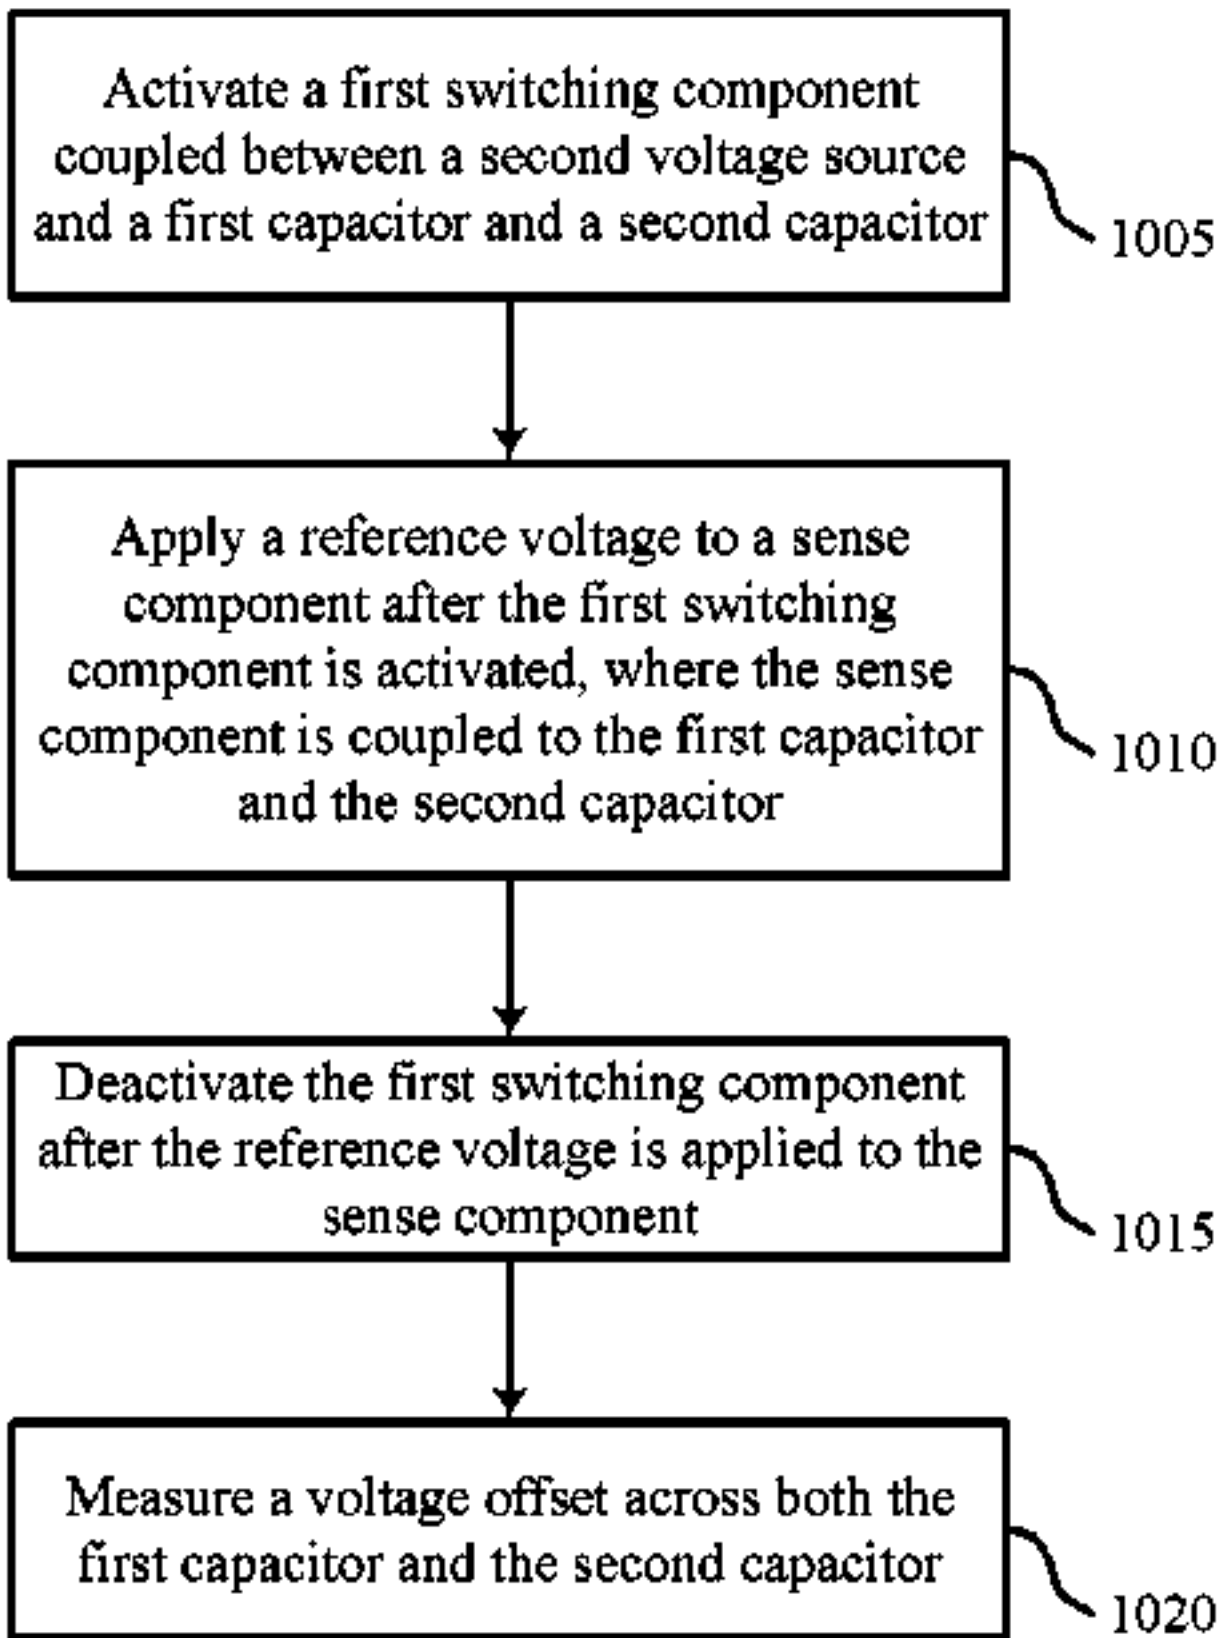 Activate a first switching component
coupled between a second voltage source
and a first capacitor and a second capacitor
1005
Apply a reference voltage to a sense
component after the first switching
component is activated, where the sense
component is coupled to the first capacitor
and the second capacitor
1010
Deactivate the first switching component
after the reference voltage is applied to the
sense component
1015
Measure a voltage offset across both the
first capacitor and the second capacitor
1020